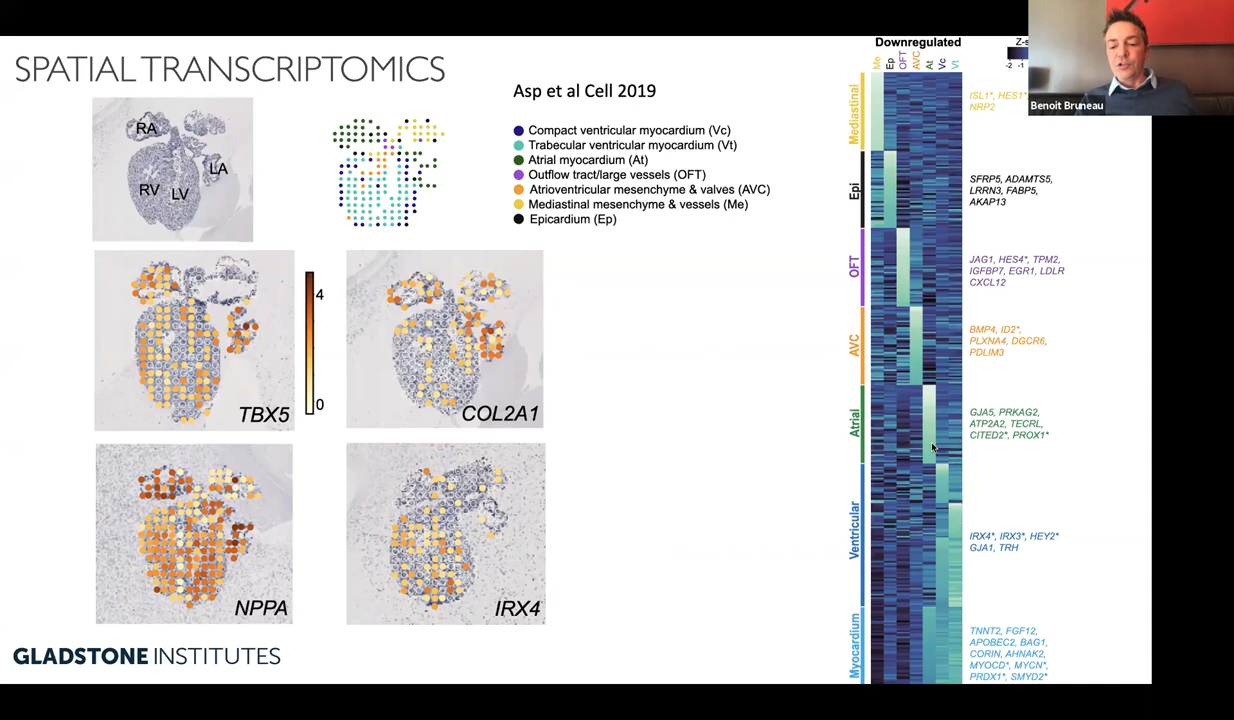 SPATIAL TRANSCRIPTOMICS
RA
LA
RV
LV
Asp et al Cell 2019
Compact ventricular myocardium (Vc)
Trabecular ventricular myocardium (Vt)
Atrial myocardium (At)
Outflow tract/large vessels (OFT)
Atrioventricular mesenchyme & valves (AVC)
Mediastinal mesenchyme & vessels (Me)
Epicardium (Ep)
4
0
TBX5
COL2A1
NPPA
IRX4
GLADSTONE INSTITUTES
Downregulated
Me Ep OFT AVC At Vc Vt
-2 -1
Mediastinal
ISL1*, HES1*
NRP2
Epi
SFRP5, ADAMTS5,
LRRN3, FABP5,
AKAP13
OFT
JAG1, HES4*, TPM2,
IGFBP7, EGR1, LDLR
CXCL12
AVC
BMP4, ID2*,
PLXNA4, DGCR6,
PDLIM3
Atrial
GJA5, PRKAG2,
ATP2A2, TECRL,
CITED2*, PROX1*
Ventricular
IRX4*, IRX3*, HEY2*
GJA1, TRH
Myocardium
TNNT2, FGF12,
APOBEC2, BAG1,
CORIN, AHNAK2,
MYOCD*, MYCN*,
PRDX1*, SMYD2*
Benoit Bruneau